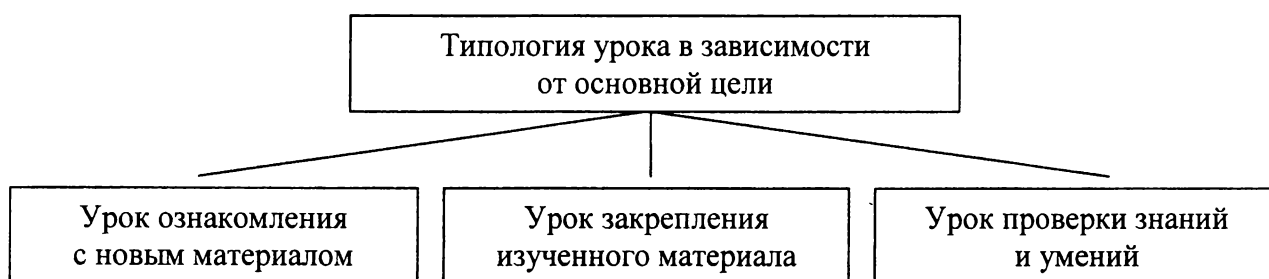 Типология урока в зависимости
от основной цели
Урок ознакомления
с новым материалом
Урок закрепления
изученного материала
Урок проверки знаний
и умений